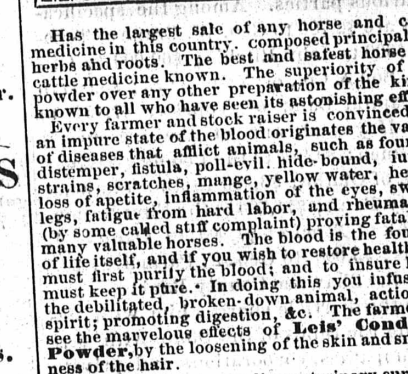 Has the largest sale of any horse and c
medicine in this country. composed principal
herbs ahd roots. The best and safest horse
cattle medicine known. The superiority of
powder over any other preparation of the ki
known to all who have seen its astonishing eff
Every farmer and stock raiser is convinced
an impure state of the blood originates the va
of diseases that afflict animals, such as foun
distemper, fistula, poll-evil. hide-bound, in
strains, scratches, mange, yellow water, he
loss of apetite, inflammation of the eyes, sw
legs, fatigue from hard labor, and rheuma
(by some called stiff complaint) proving fata
many valuable horses. The blood is the fou
of life itself, and if you wish to restore health
must first purify the blood; and to insure h
must keep it pure. In doing this you infus
the debilitated, broken-down animal, actio
spirit; promoting digestion, &c. The farme
see the marvelous effects of Leis' Cond
Powder, by the loosening of the skin and sm
ness of the hair.
r.
S
s.